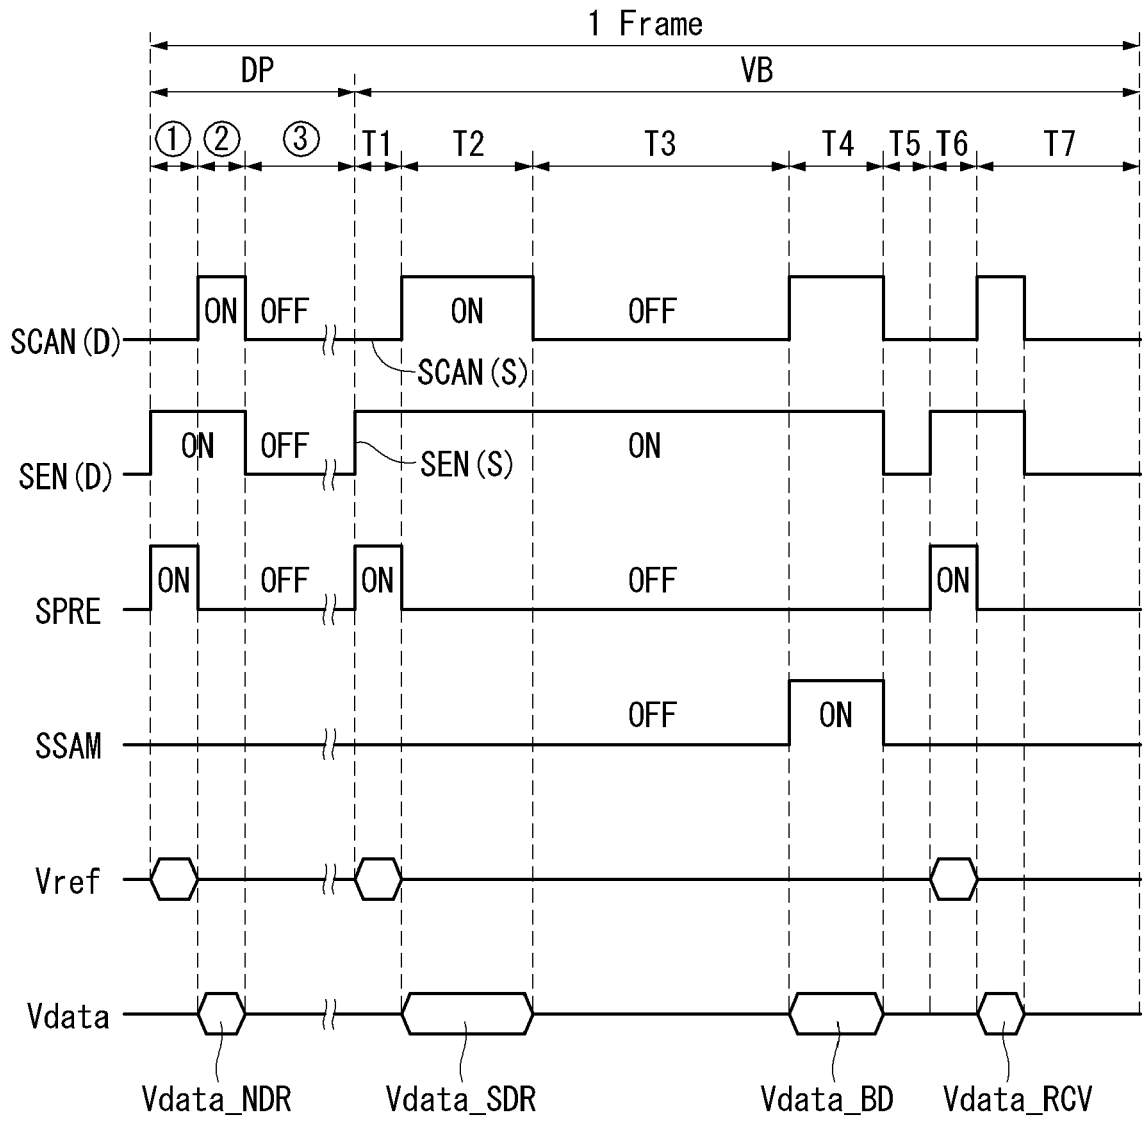 1 Frame
DP VB
① ② ③ T1 T2 T3 T4 T5 T6 T7
ON OFF ON OFF
SCAN(D)
SCAN(S)
ON OFF ON
SEN(D)
SEN(S)
ON OFF ON OFF ON
SPRE
OFF ON
SSAM
Vref
Vdata
Vdata_NDR Vdata_SDR Vdata_BD Vdata_RCV